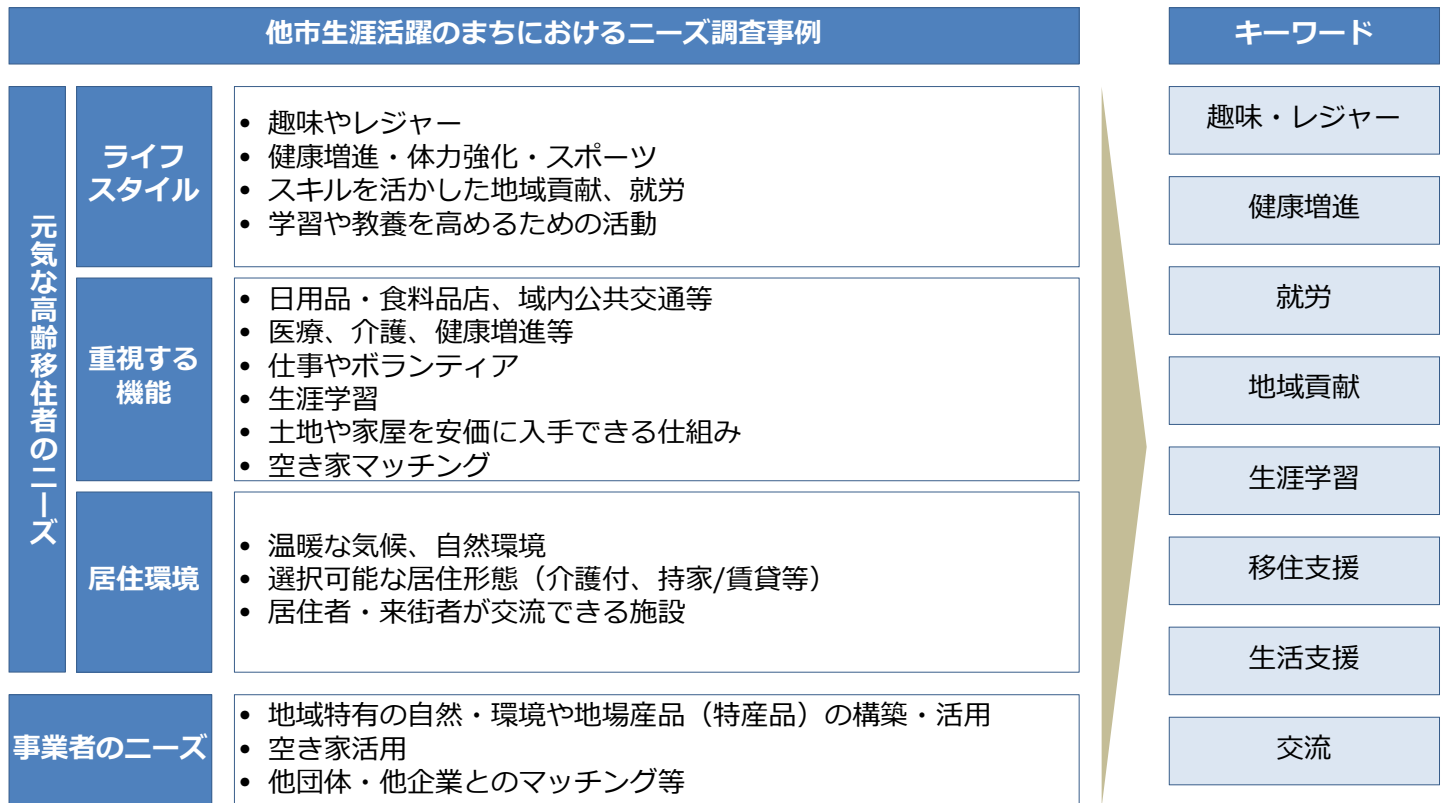 他市生涯活躍のまちにおけるニーズ調査事例
キーワード
元気な高齢移住者のニーズ
ライフ
スタイル
• 趣味やレジャー
• 健康増進・体力強化・スポーツ
• スキルを活かした地域貢献、就労
• 学習や教養を高めるための活動
重視する
機能
• 日用品・食料品店、域内公共交通等
• 医療、介護、健康増進等
• 仕事やボランティア
• 生涯学習
• 土地や家屋を安価に入手できる仕組み
• 空き家マッチング
居住環境
• 温暖な気候、自然環境
• 選択可能な居住形態（介護付、持家/賃貸等）
• 居住者・来街者が交流できる施設
事業者のニーズ
• 地域特有の自然・環境や地場産品（特産品）の構築・活用
• 空き家活用
• 他団体・他企業とのマッチング等
趣味・レジャー
健康増進
就労
地域貢献
生涯学習
移住支援
生活支援
交流